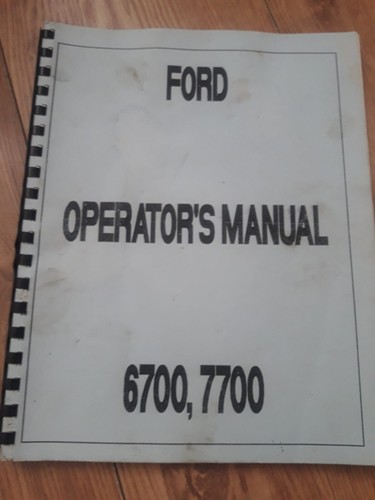 FORD
OPERATOR'S MANUAL
6700, 7700